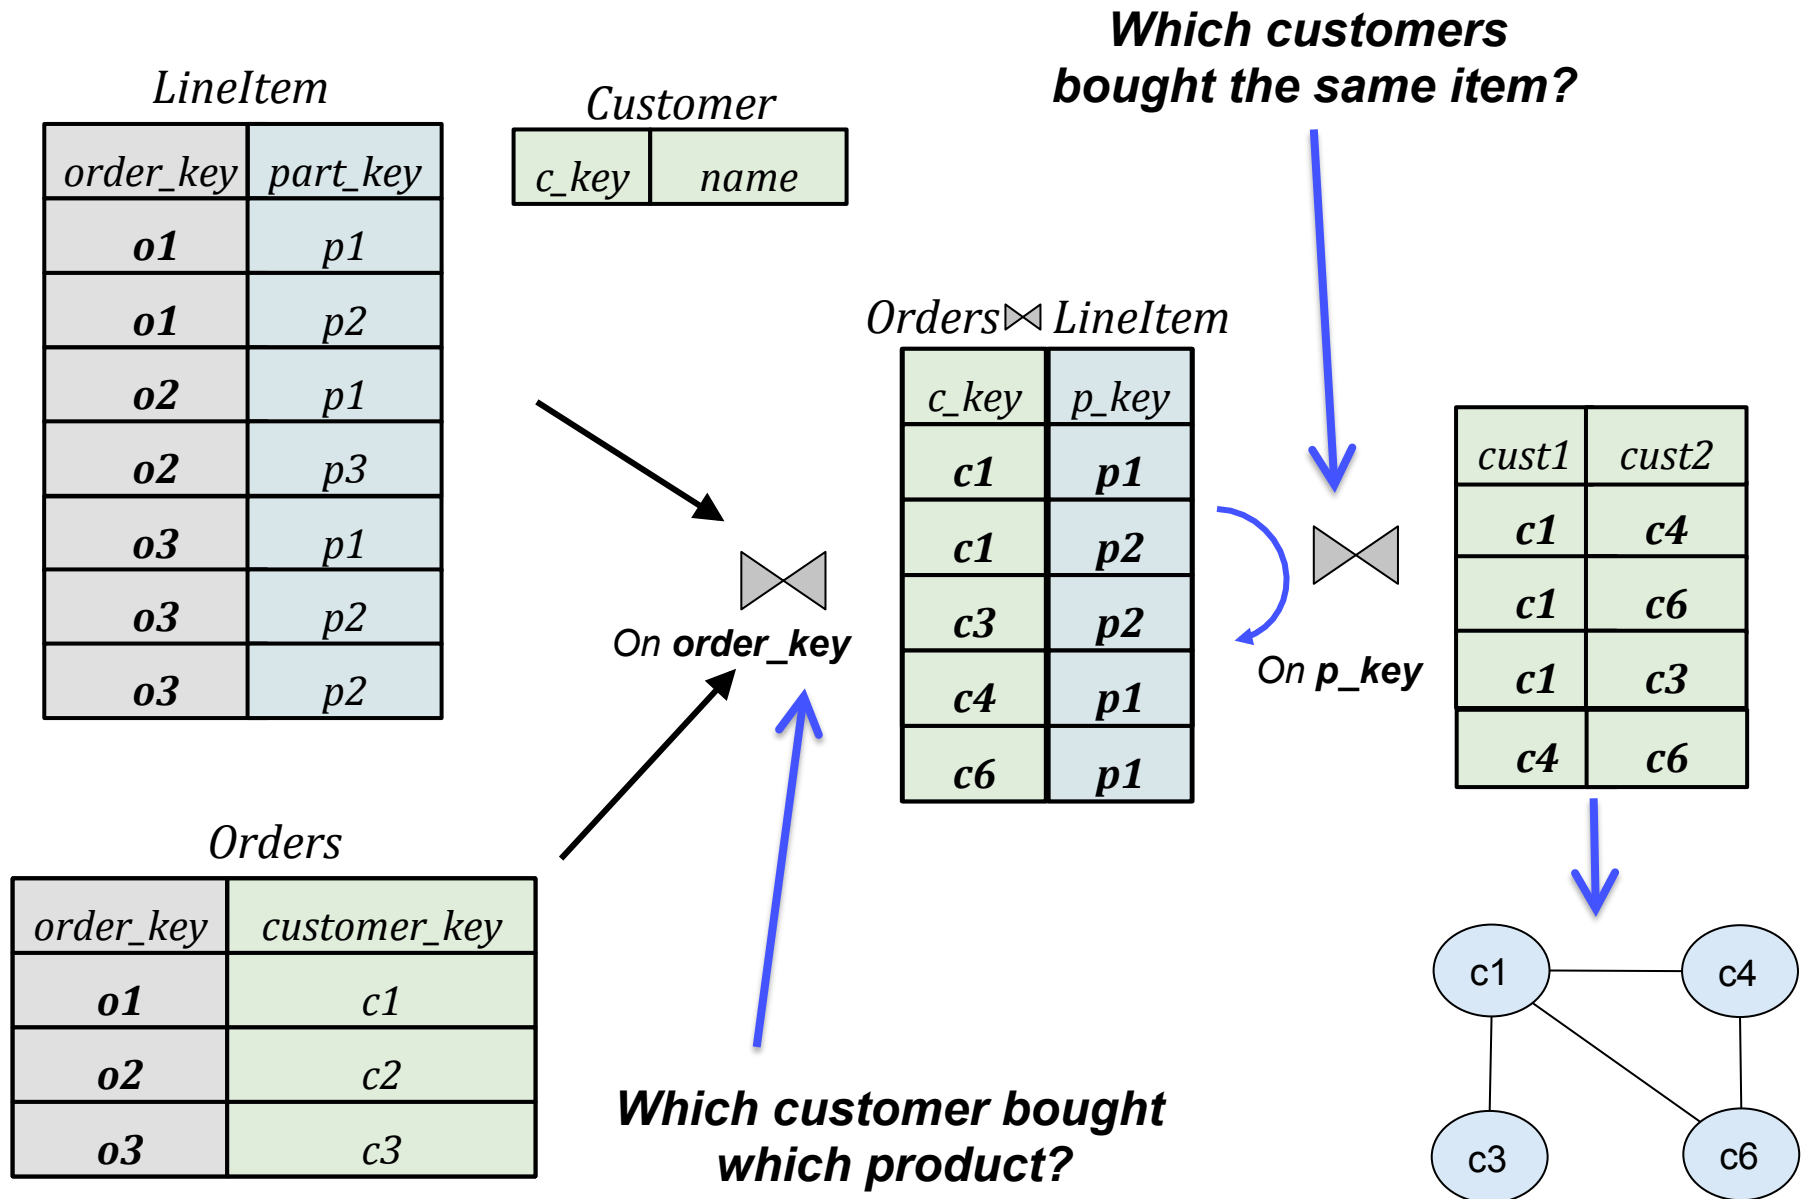 Which customers
bought the same item?
LineItem
order_key part_key
o1 p1
o1 p2
o2 p1
o2 p3
o3 p1
o3 p2
o3 p2
Customer
c_key name
Orders⋈ LineItem
c_key p_key
c1 p1
c1 p2
c3 p2
c4 p1
c6 p1
On order_key
On p_key
cust1 cust2
c1 c4
c1 c6
c1 c3
c4 c6
Orders
order_key customer_key
o1 c1
o2 c2
o3 c3
Which customer bought
which product?
c1 c4
c3 c6